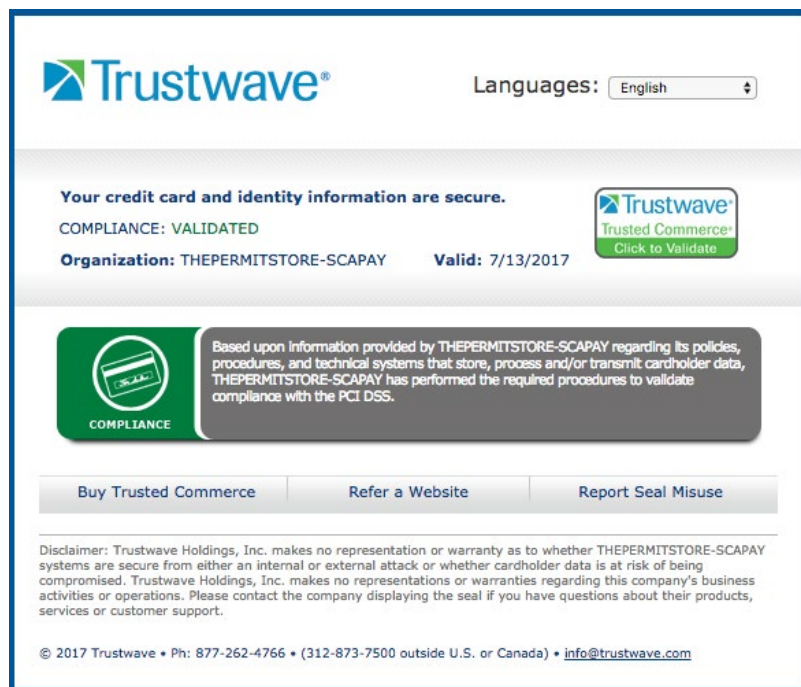 Trustwave®
Languages: English
Your credit card and identity information are secure.
COMPLIANCE: VALIDATED
Organization: THEPERMITSTORE-SCAPAY Valid: 7/13/2017
Trustwave®
Trusted Commerce®
Click to Validate
COMPLIANCE
Based upon information provided by THEPERMITSTORE-SCAPAY regarding its policies,
procedures, and technical systems that store, process and/or transmit cardholder data,
THEPERMITSTORE-SCAPAY has performed the required procedures to validate
compliance with the PCI DSS.
Buy Trusted Commerce Refer a Website Report Seal Misuse
Disclaimer: Trustwave Holdings, Inc. makes no representation or warranty as to whether THEPERMITSTORE-SCAPAY
systems are secure from either an internal or external attack or whether cardholder data is at risk of being
compromised. Trustwave Holdings, Inc. makes no representations or warranties regarding this company's business
activities or operations. Please contact the company displaying the seal if you have questions about their products,
services or customer support.
© 2017 Trustwave • Ph: 877-262-4766 • (312-873-7500 outside U.S. or Canada) • info@trustwave.com